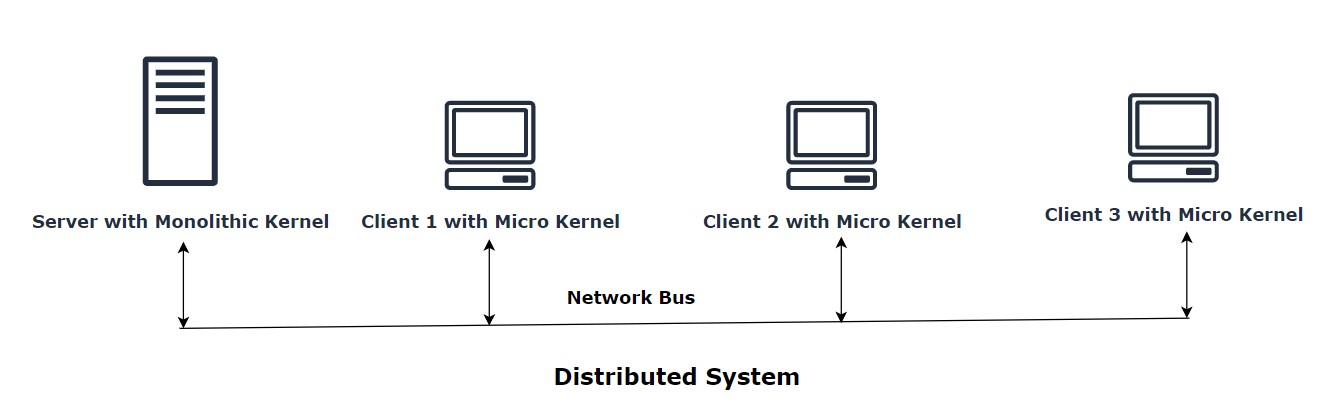 Server with Monolithic Kernel
Client 1 with Micro Kernel
Client 2 with Micro Kernel
Client 3 with Micro Kernel
Network Bus
Distributed System